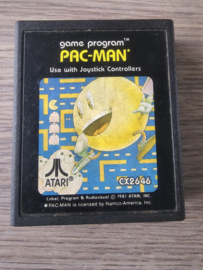 game program™
PAC-MAN*
Use with Joystick Controllers
ATARI®
CX2646
Label, Program & Audiovisual © 1981 ATARI, INC.
* PAC-MAN is licensed by Namco-America, Inc.